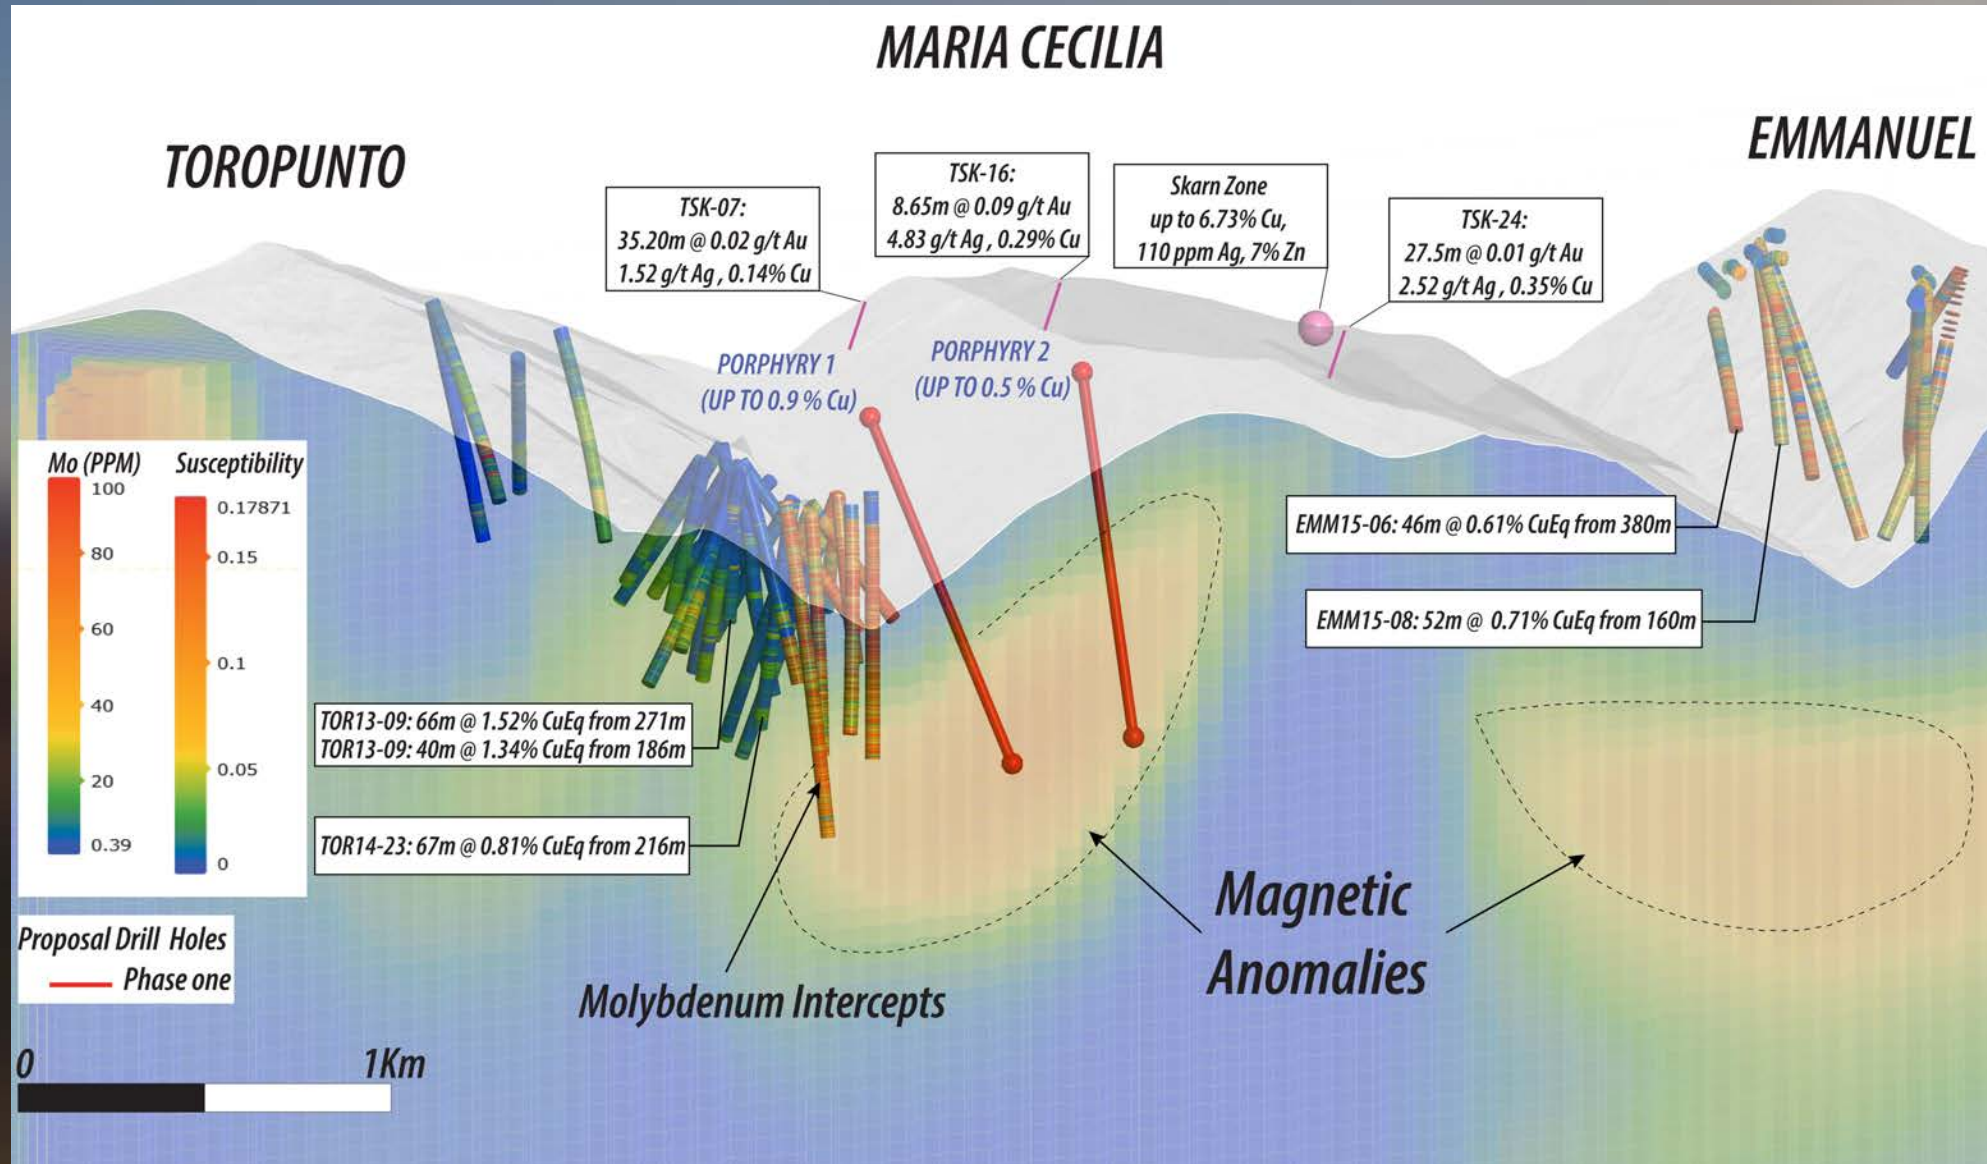 MARIA CECILIA
TOROPUNTO
EMMANUEL
TSK-07:
35.20m @ 0.02 g/t Au
1.52 g/t Ag , 0.14% Cu
TSK-16:
8.65m @ 0.09 g/t Au
4.83 g/t Ag , 0.29% Cu
Skarn Zone
up to 6.73% Cu,
110 ppm Ag, 7% Zn
TSK-24:
27.5m @ 0.01 g/t Au
2.52 g/t Ag , 0.35% Cu
PORPHYRY 1
(UP TO 0.9 % Cu)
PORPHYRY 2
(UP TO 0.5 % Cu)
Mo (PPM)
100
80
60
40
20
0.39
Susceptibility
0.17871
0.15
0.1
0.05
0
EMM15-06: 46m @ 0.61% CuEq from 380m
EMM15-08: 52m @ 0.71% CuEq from 160m
TOR13-09: 66m @ 1.52% CuEq from 271m
TOR13-09: 40m @ 1.34% CuEq from 186m
TOR14-23: 67m @ 0.81% CuEq from 216m
Magnetic
Anomalies
Molybdenum Intercepts
Proposal Drill Holes
Phase one
0
1Km